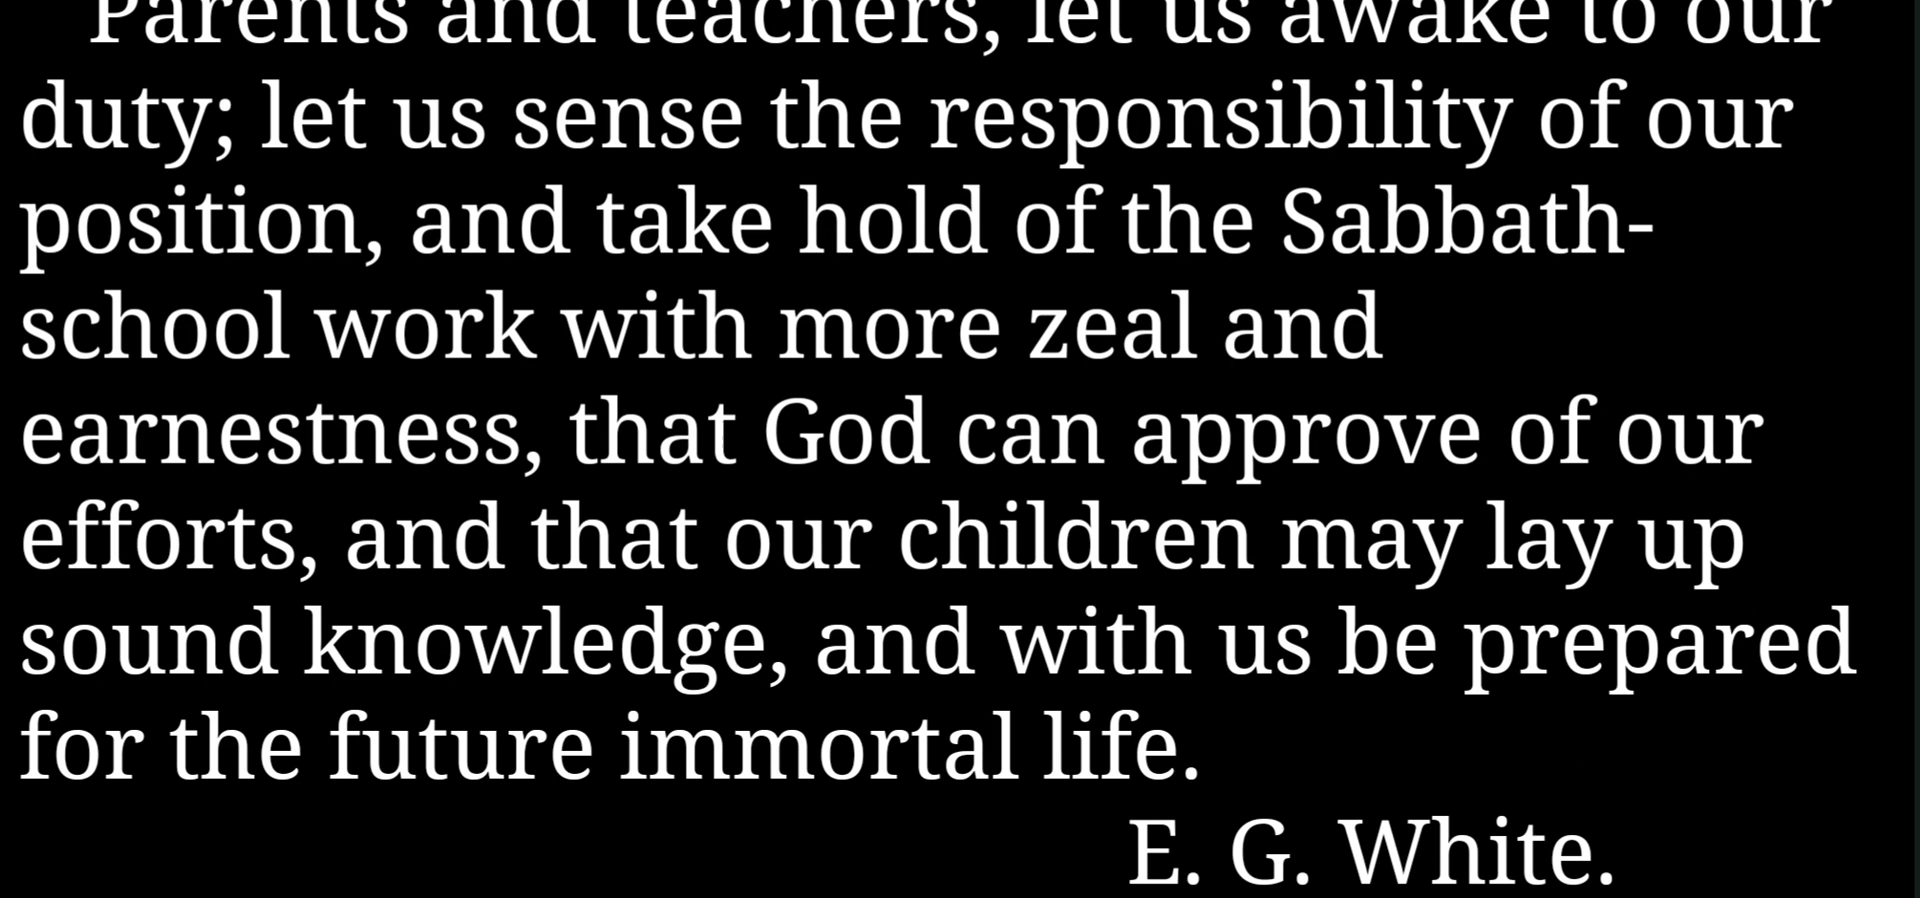 Parents and teachers, let us awake to our
duty; let us sense the responsibility of our
position, and take hold of the Sabbath-
school work with more zeal and
earnestness, that God can approve of our
efforts, and that our children may lay up
sound knowledge, and with us be prepared
for the future immortal life.
E. G. White.